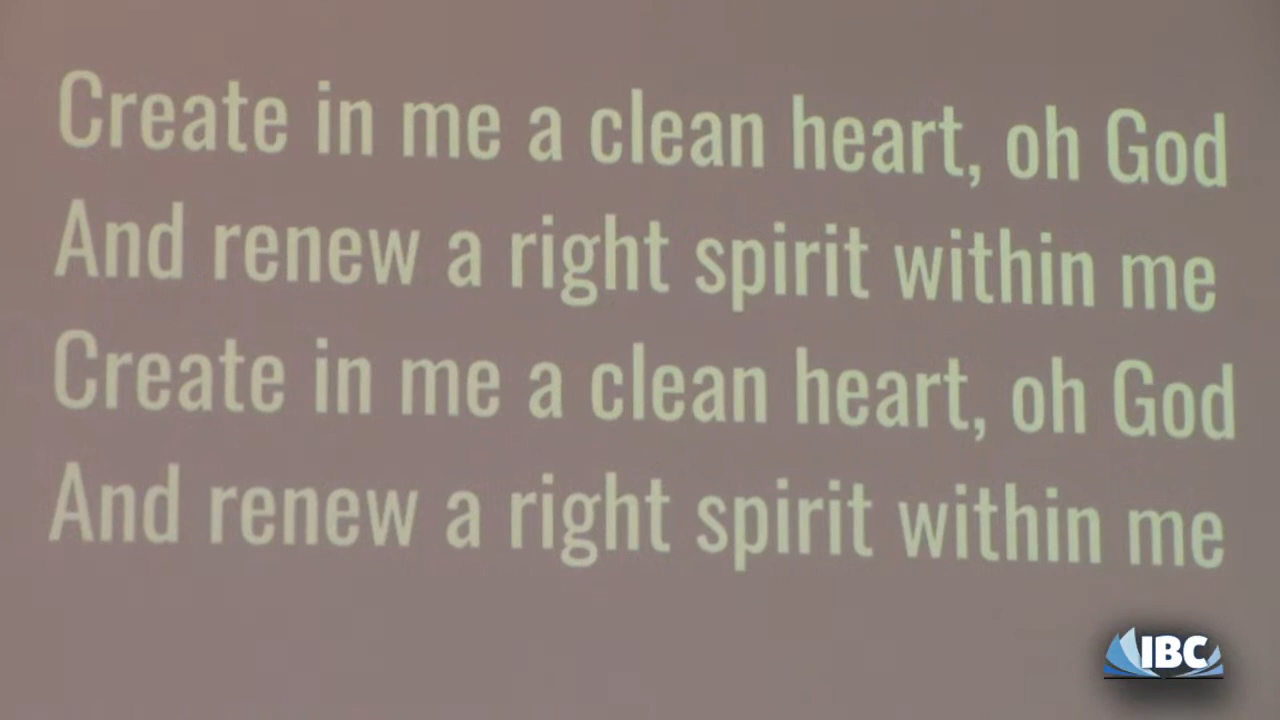 Create in me a clean heart, oh God
And renew a right spirit within me
Create in me a clean heart, oh God
And renew a right spirit within me
IBC